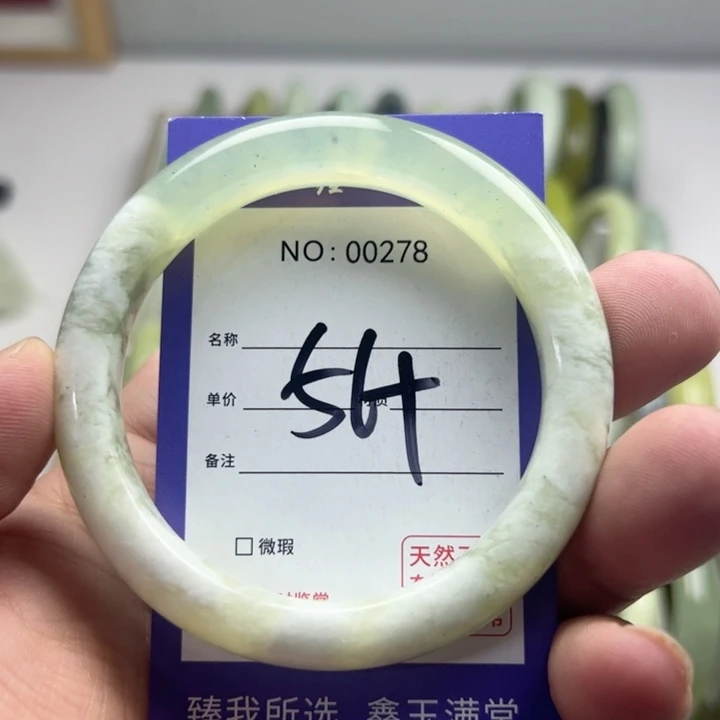 NO: 00278
名称
54
单价
备注
微瑕
天然
臻我所选 鑫玉满堂